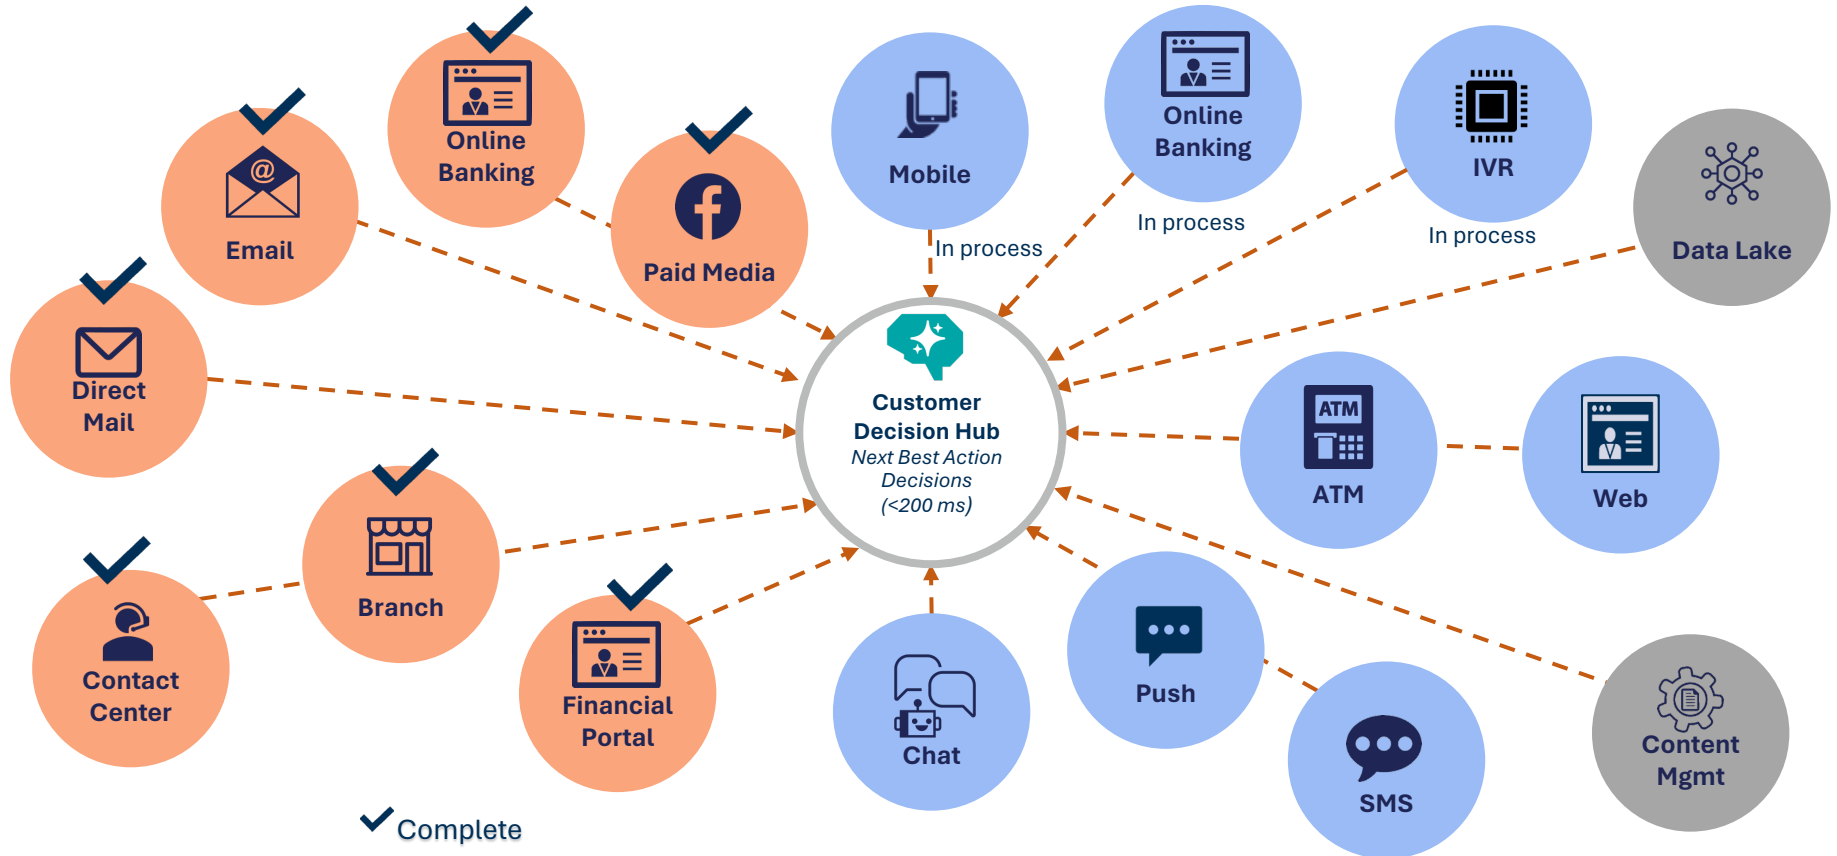 Online
Banking
Email
Paid Media
Direct
Mail
Mobile
In process
Online
Banking
In process
IVR
In process
Data Lake
Customer
Decision Hub
Next Best Action
Decisions
(<200 ms)
ATM
ATM
Web
Branch
Contact
Center
Financial
Portal
Chat
Push
SMS
Content
Mgmt
Complete